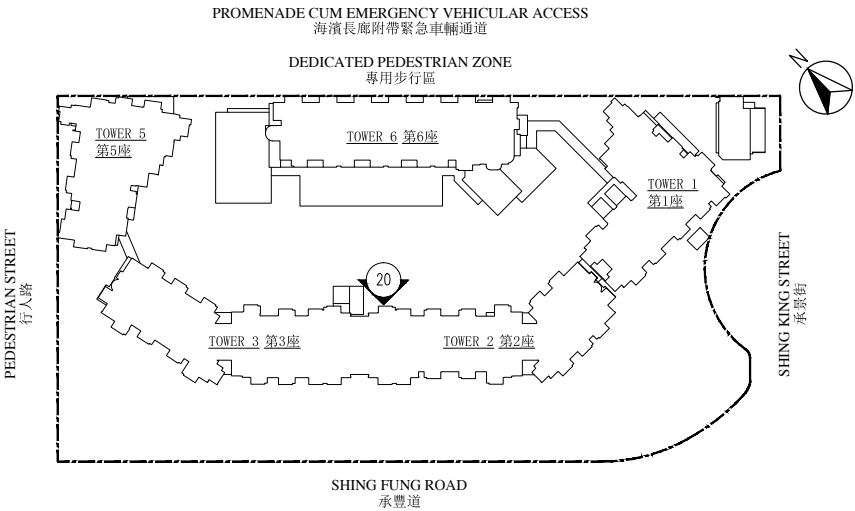 PROMENADE CUM EMERGENCY VEHICULAR ACCESS
海濱長廊附帶緊急車輛通道
DEDICATED PEDESTRIAN ZONE
專用步行區
N
TOWER 5
第5座
TOWER 6 第6座
TOWER 1
第1座
PEDESTRIAN STREET
行人路
20
SHING KING STREET
承景街
TOWER 3 第3座
TOWER 2 第2座
SHING FUNG ROAD
承豐道